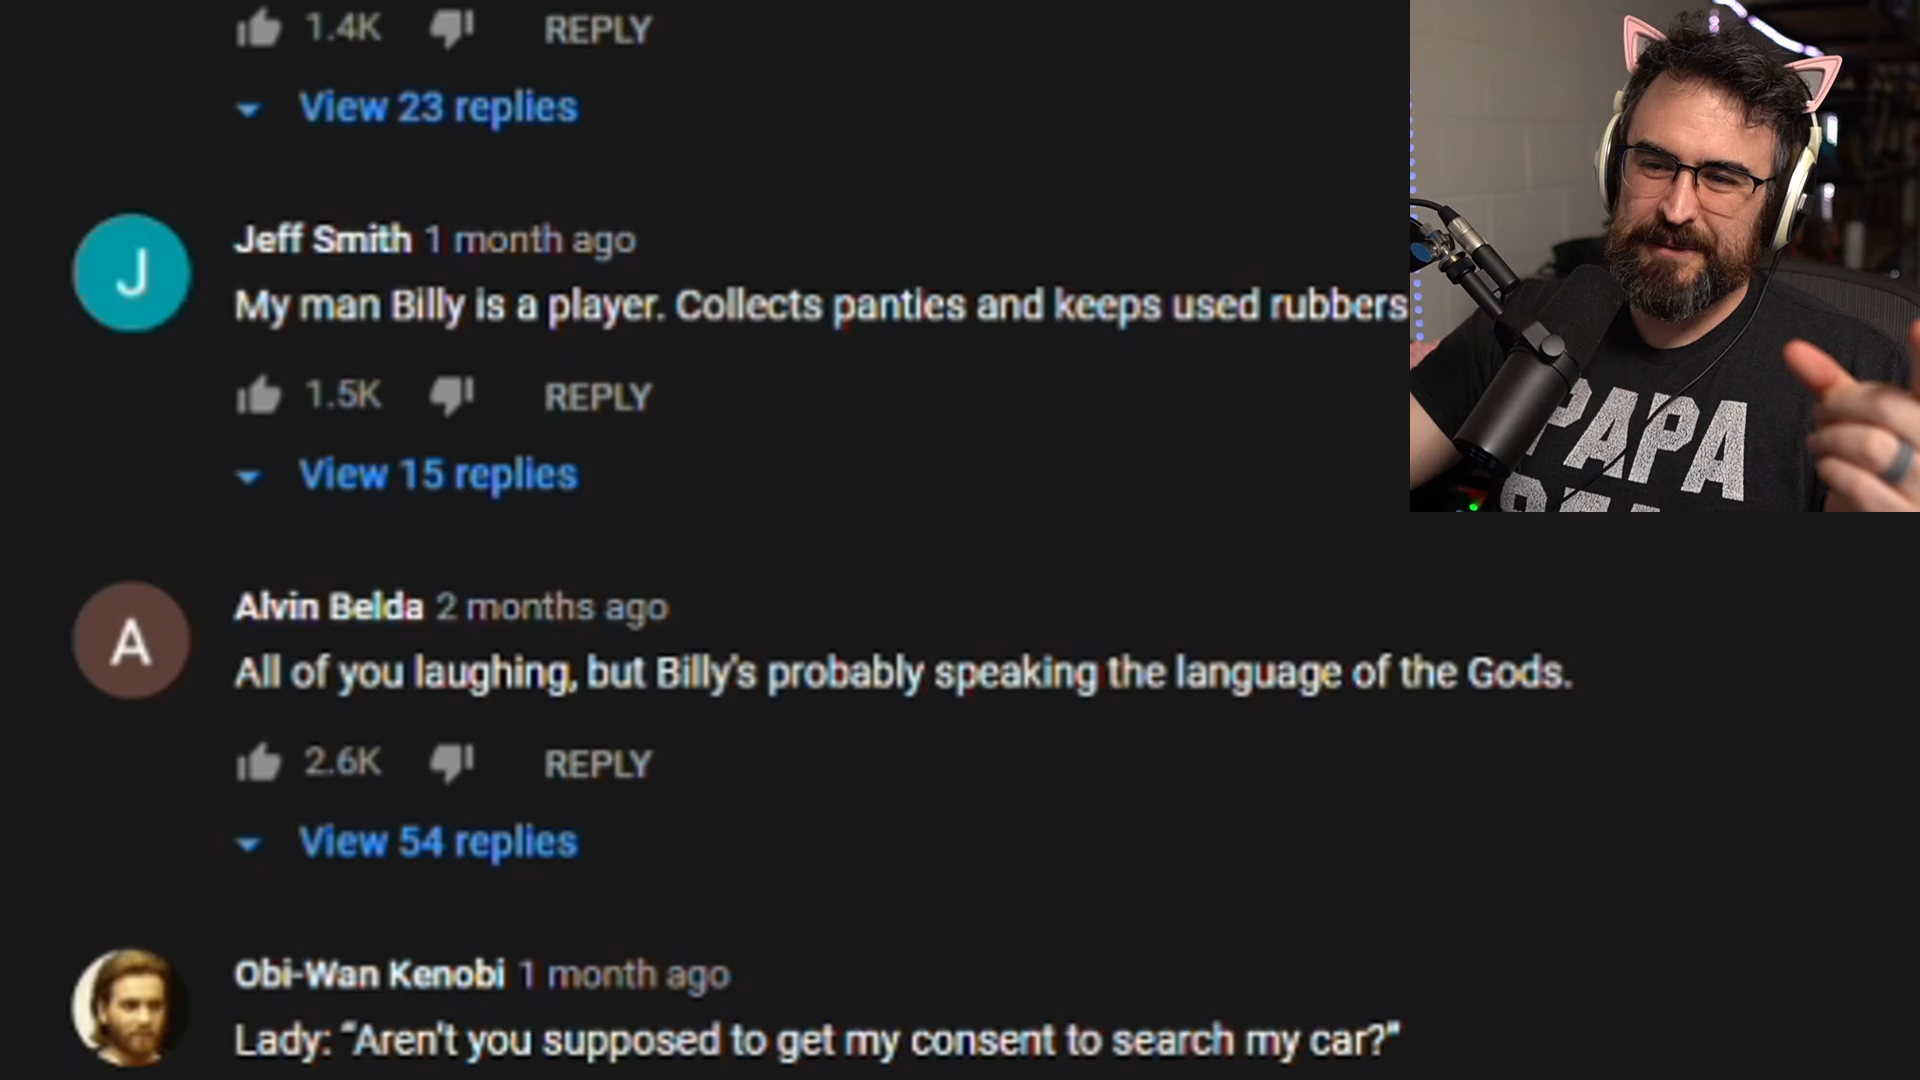 1.4K REPLY
View 23 replies
J
Jeff Smith 1 month ago
My man Billy is a player. Collects panties and keeps used rubbers
1.5K REPLY
View 15 replies
A
Alvin Belda 2 months ago
All of you laughing, but Billy's probably speaking the language of the Gods.
2.6K REPLY
View 54 replies
Obi-Wan Kenobi 1 month ago
Lady: “Aren't you supposed to get my consent to search my car?”
PAPA